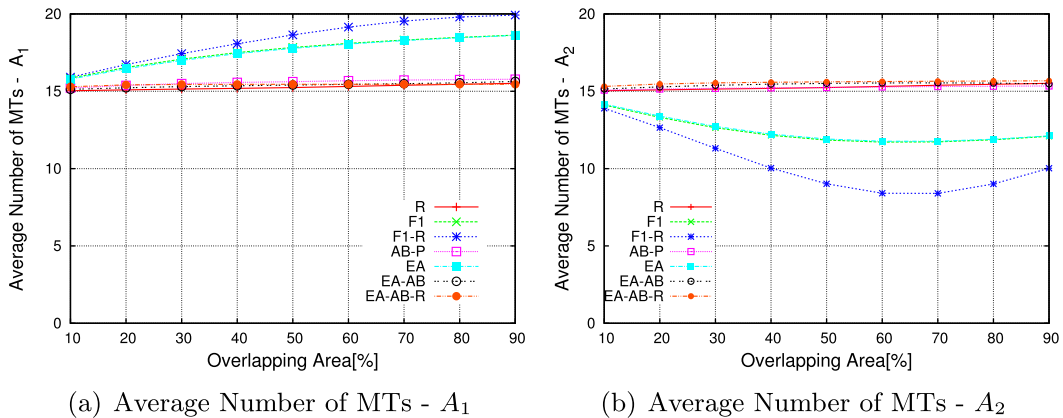 Average Number of MTs - A1
20
15
10
5
0
R
F1
F1-R
AB-P
EA
EA-AB
EA-AB-R
10 20 30 40 50 60 70 80 90
Overlapping Area[%]
(a) Average Number of MTs - A1
Average Number of MTs - A2
20
15
10
5
0
R
F1
F1-R
AB-P
EA
EA-AB
EA-AB-R
10 20 30 40 50 60 70 80 90
Overlapping Area[%]
(b) Average Number of MTs - A2